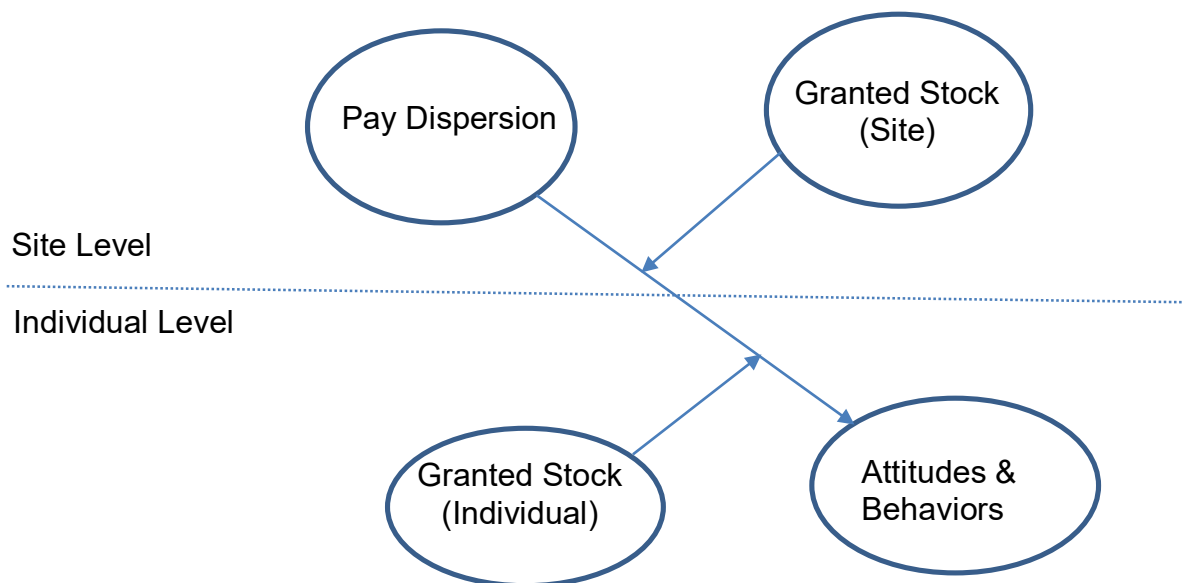 Pay Dispersion
Granted Stock
(Site)
Site Level
Individual Level
Granted Stock
(Individual)
Attitudes &
Behaviors